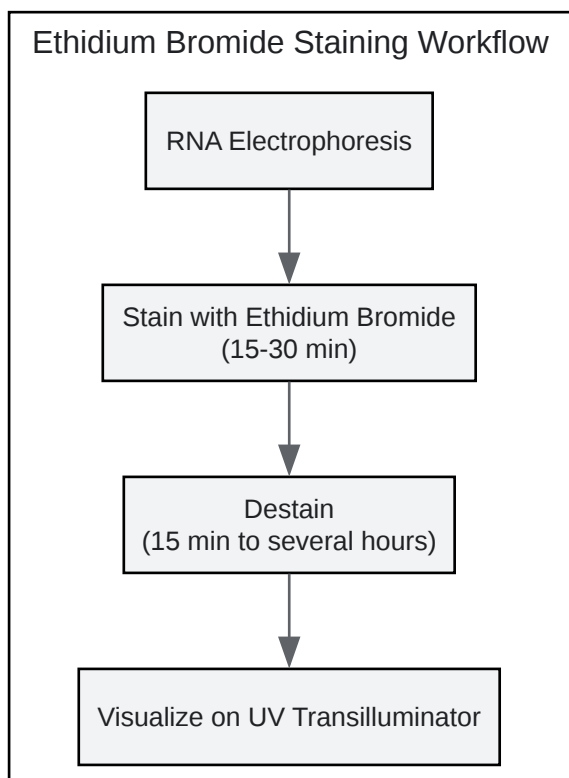 Ethidium Bromide Staining Workflow
RNA Electrophoresis
Stain with Ethidium Bromide
(15-30 min)
Destain
(15 min to several hours)
Visualize on UV Transilluminator